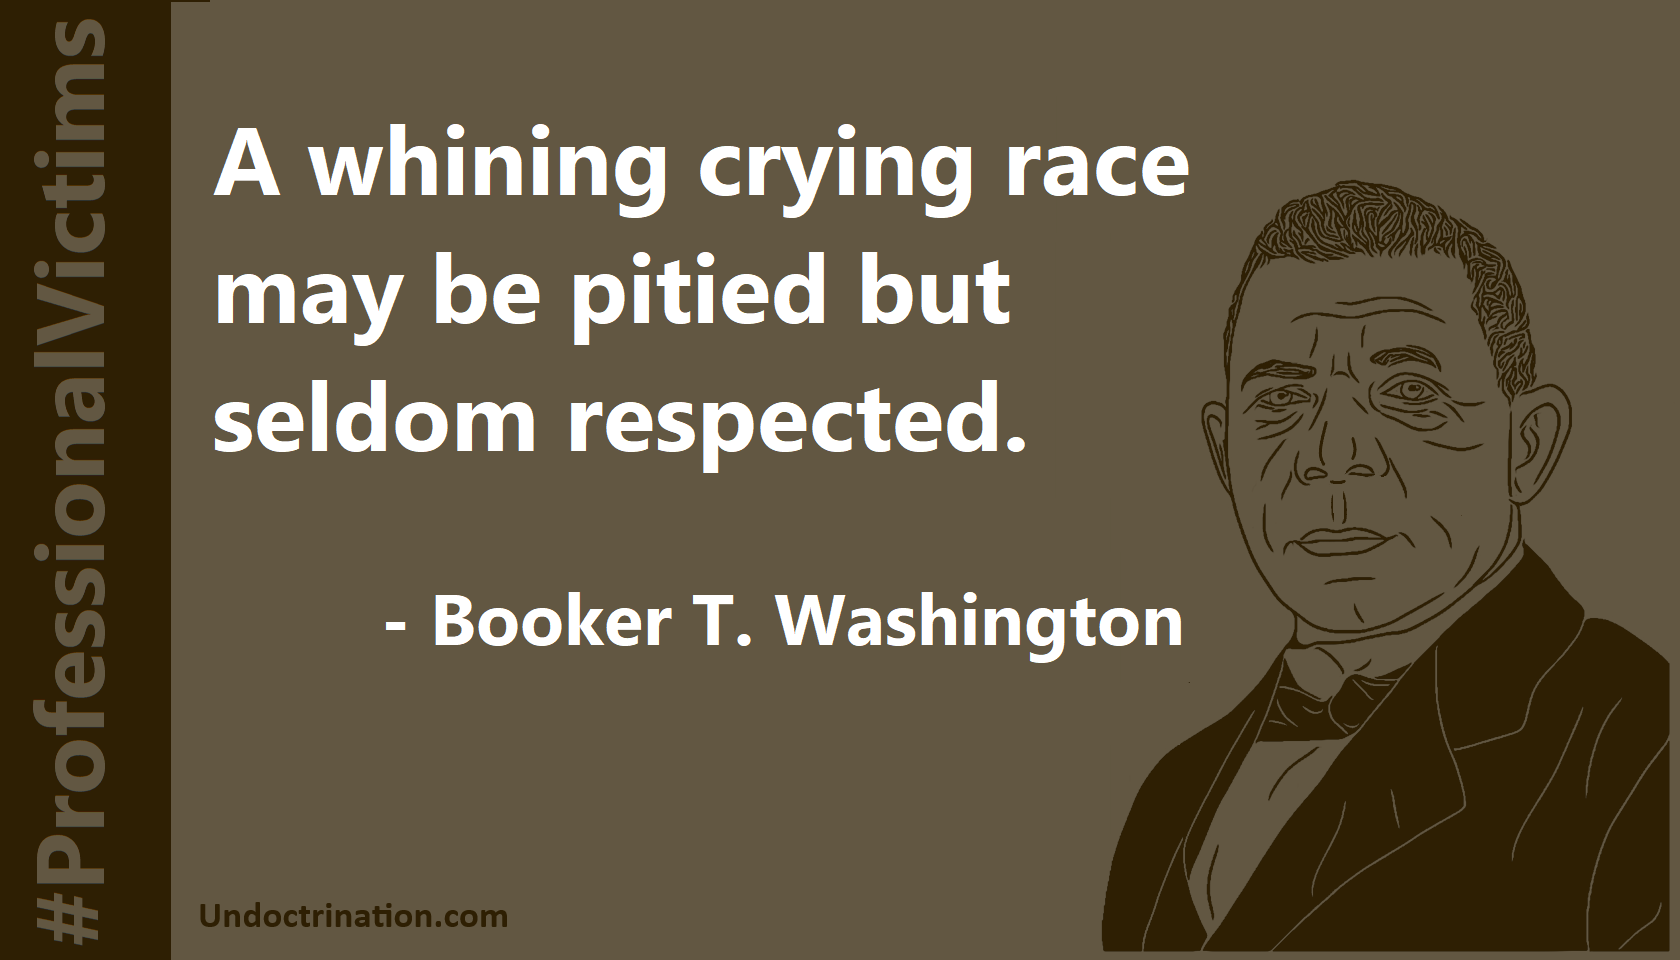 #ProfessionalVictims
A whining crying race
may be pitied but
seldom respected.
- Booker T. Washington
Undoctrination.com